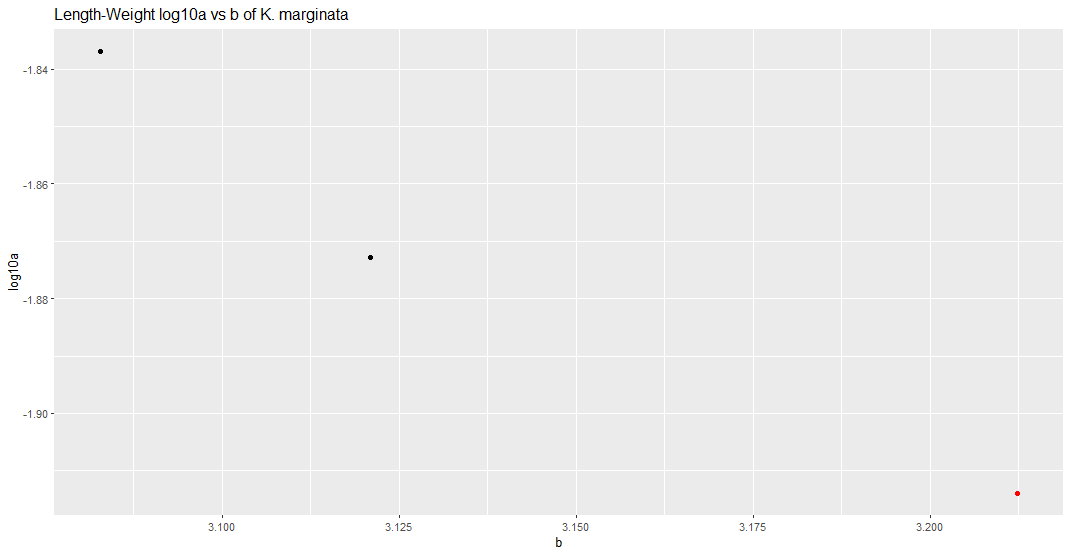 Length-Weight log10a vs b of K. marginata
log10a
-1.84
-1.86
-1.88
-1.90
3.100 3.125 3.150 3.175 3.200
b